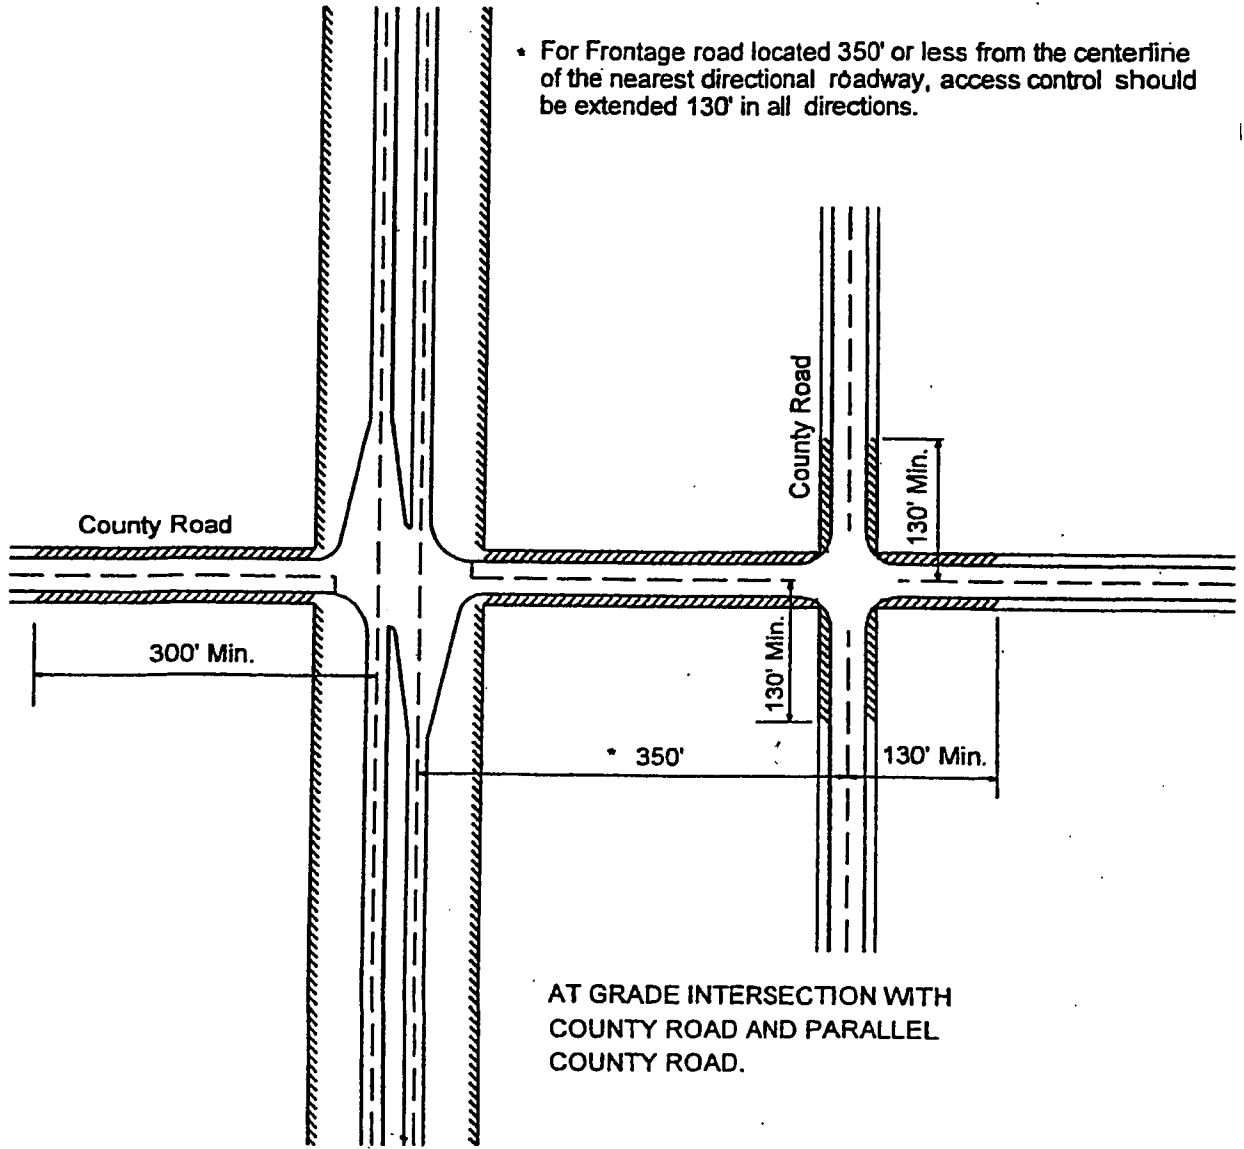 * For Frontage road located 350' or less from the centerline
of the nearest directional roadway, access control should
be extended 130' in all directions.
County Road
130' Min.
County Road
300' Min.
130' Min.
* 350'
130' Min.
AT GRADE INTERSECTION WITH
COUNTY ROAD AND PARALLEL
COUNTY ROAD.